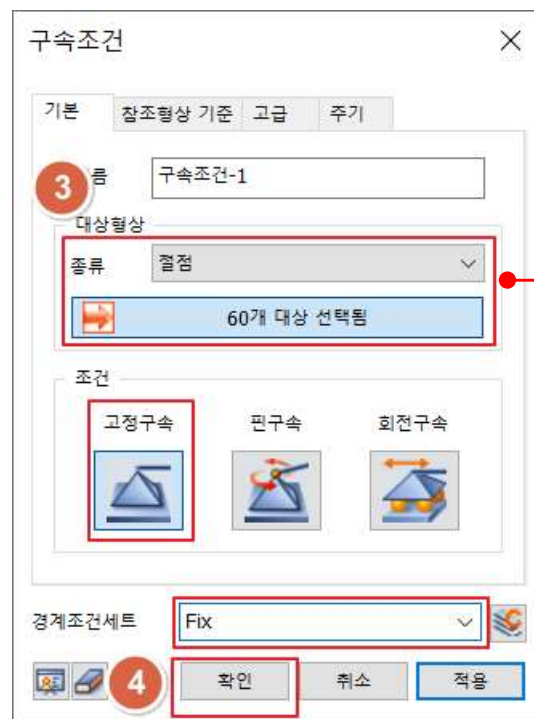 구속조건
기본 참조형상 기준 고급 주기
3 름 구속조건-1
대상형상
종류 절점
60개 대상 선택됨
조건
고정구속 핀구속 회전구속
경계조건세트 Fix
4 확인 취소 적용